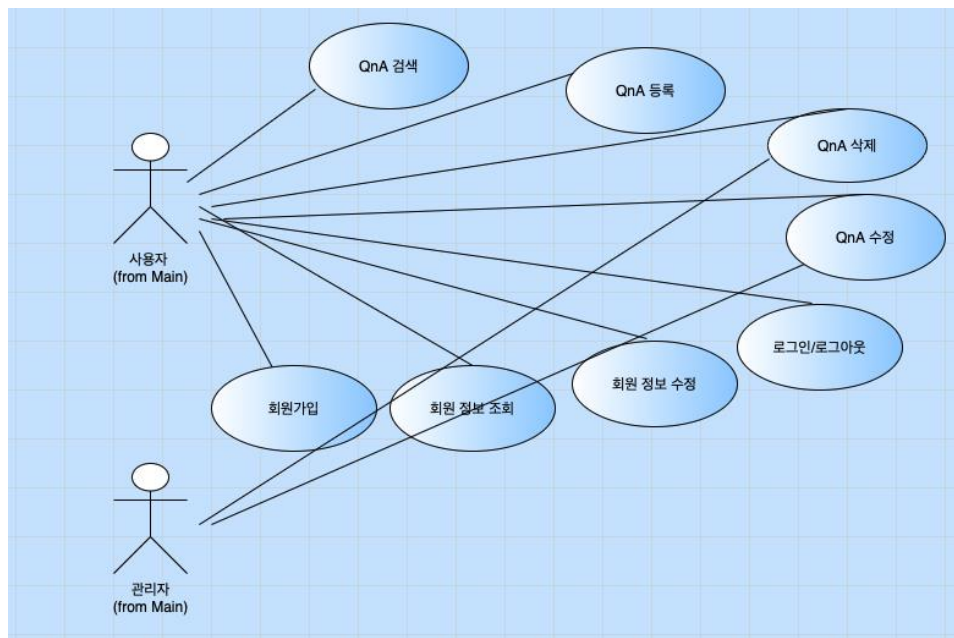 QnA 검색
QnA 등록
QnA 삭제
QnA 수정
사용자
(from Main)
로그인/로그아웃
회원 정보 수정
회원 정보 조회
회원가입
관리자
(from Main)